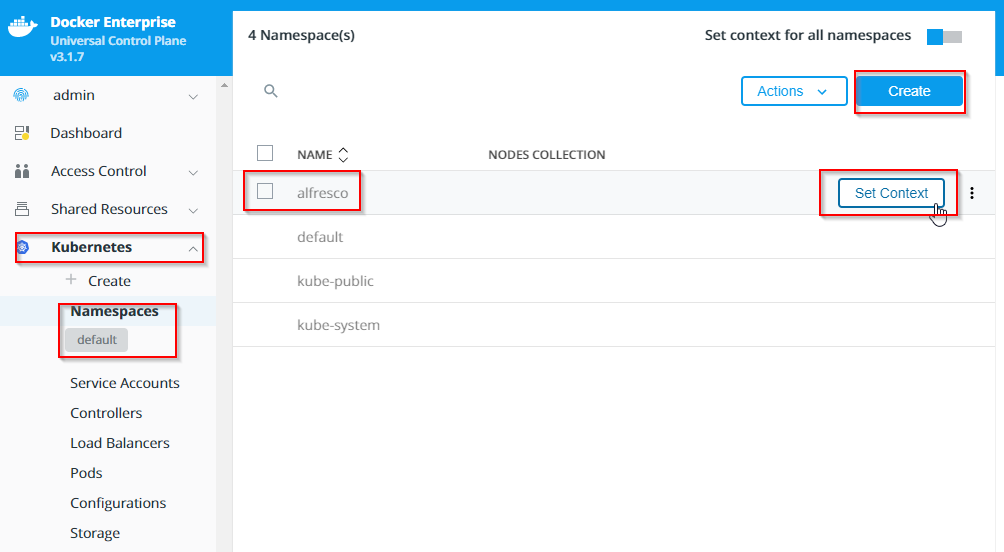 Docker Enterprise
Universal Control Plane
v3.1.7
admin
Dashboard
Access Control
Shared Resources
Kubernetes
Create
Namespaces
default
Service Accounts
Controllers
Load Balancers
Pods
Configurations
Storage
4 Namespace(s)
Set context for all namespaces
Actions
Create
NAME
NODES COLLECTION
alfresco
Set Context
default
kube-public
kube-system